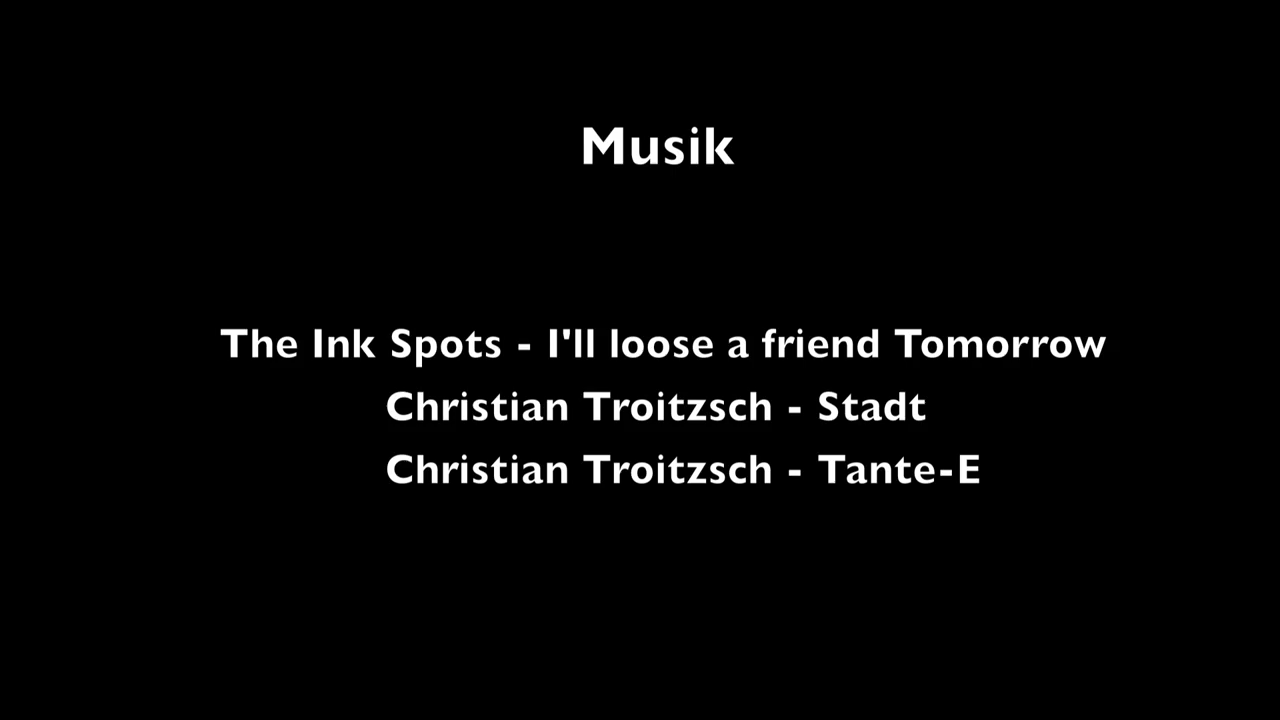 Musik
The Ink Spots - I'll loose a friend Tomorrow
Christian Troitzsch - Stadt
Christian Troitzsch - Tante-E